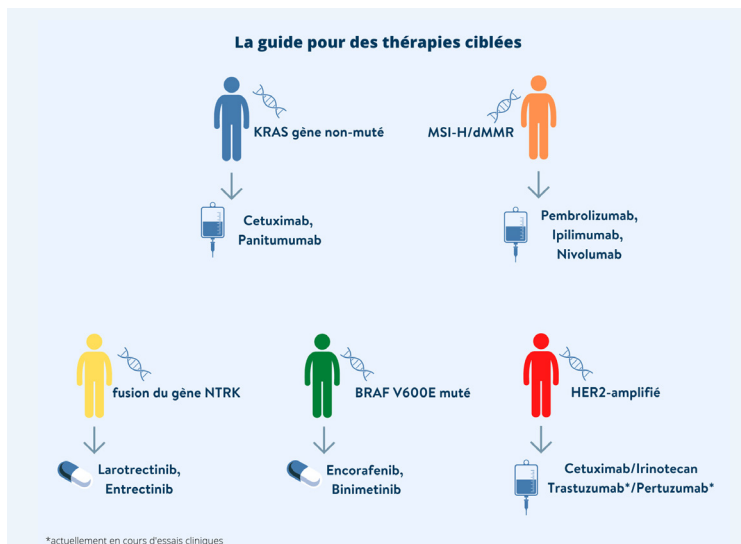 La guide pour des thérapies ciblées
KRAS gène non-muté
MSI-H/dMMR
Cetuximab,
Panitumumab
Pembrolizumab,
Ipilimumab,
Nivolumab
fusion du gène NTRK
BRAF V600E muté
HER2-amplifié
Larotrectinib,
Entrectinib
Encorafenib,
Binimetinib
Cetuximab/Irinotecan
Trastuzumab*/Pertuzumab*
*actuellement en cours d'essais cliniques